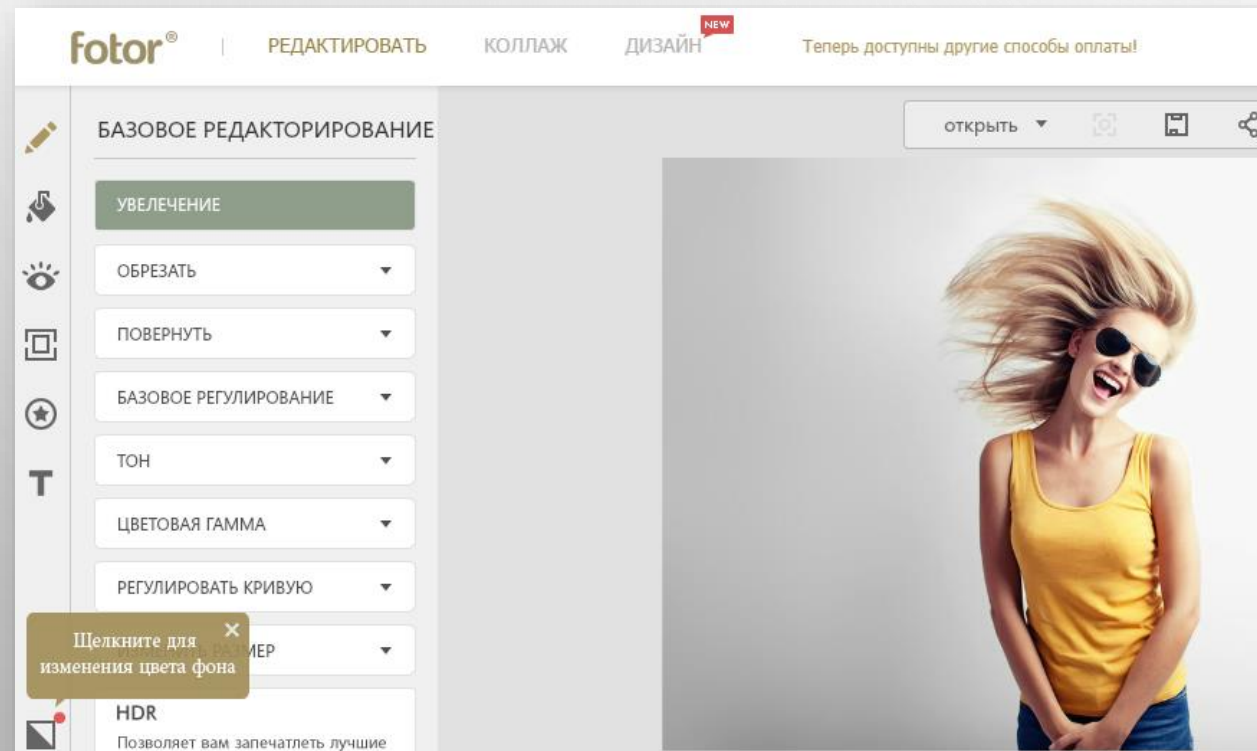 fotor®
РЕДАКТИРОВАТЬ
КОЛЛАЖ
ДИЗАЙН
NEW
Теперь доступны другие способы оплаты!
БАЗОВОЕ РЕДАКТОРИРОВАНИЕ
открыть
УВЕЛЕЧЕНИЕ
ОБРЕЗАТЬ
ПОВЕРНУТЬ
БАЗОВОЕ РЕГУЛИРОВАНИЕ
ТОН
ЦВЕТОВАЯ ГАММА
РЕГУЛИРОВАТЬ КРИВУЮ
Щелкните для
изменения цвета фона
HDR
Позволяет вам запечатлеть лучшие